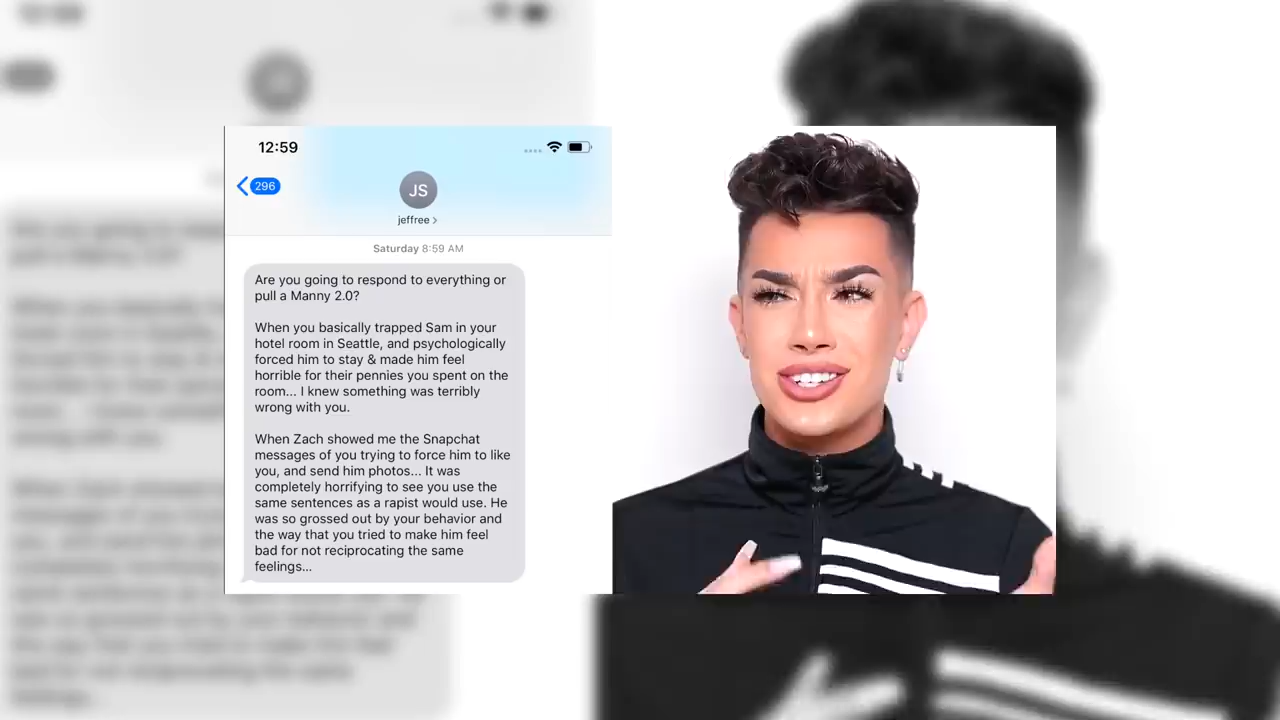 12:59
296
JS
jeffree >
Saturday 8:59 AM
Are you going to respond to everything or
pull a Manny 2.0?
When you basically trapped Sam in your
hotel room in Seattle, and psychologically
forced him to stay & made him feel
horrible for their pennies you spent on the
room... I knew something was terribly
wrong with you.
When Zach showed me the Snapchat
messages of you trying to force him to like
you, and send him photos... It was
completely horrifying to see you use the
same sentences as a rapist would use. He
was so grossed out by your behavior and
the way that you tried to make him feel
bad for not reciprocating the same
feelings...